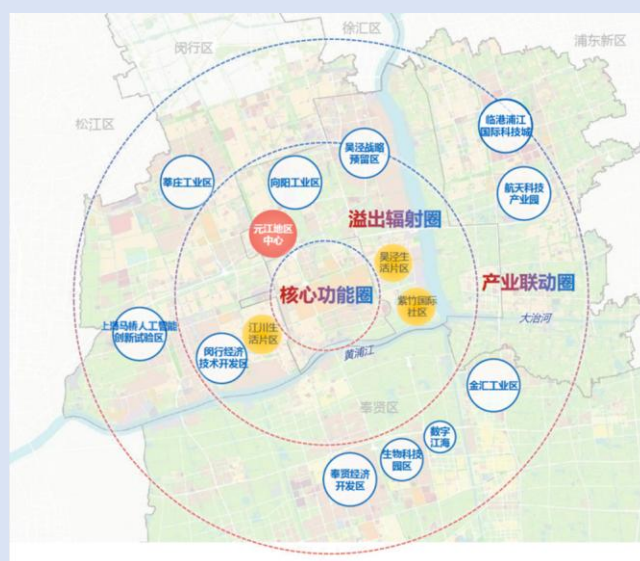 徐汇区
闵行区
浦东新区
松江区
临港浦江
国际科技城
吴泾战略
预留区
莘庄工业区
向阳工业区
航天科技
产业园
元江地区
中心
溢出辐射圈
吴泾生
活片区
核心功能圈
产业联动圈
紫竹国际
社区
大治河
上海马桥人工智能
创新试验区
江川生
活片区
闵行经济
技术开发区
黄浦江
金汇工业区
奉贤区
数字
江海
生物科技
园区
奉贤经济
开发区